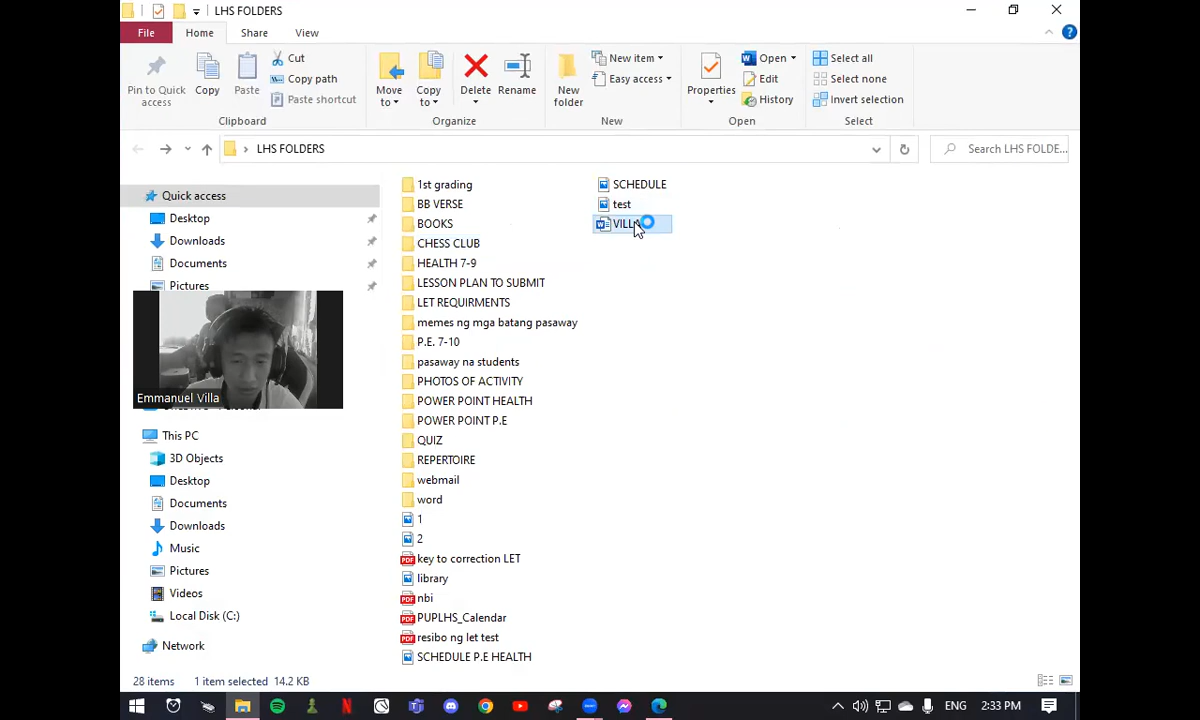 LHS FOLDERS
File
Home
Share
View
Pin to Quick access
Copy
Paste
Cut
Copy path
Paste shortcut
Clipboard
Move to
Copy to
Delete
Rename
Organize
New folder
New item
Easy access
New
Properties
Open
Edit
History
Open
Select all
Select none
Invert selection
Select
LHS FOLDERS
Search LHS FOLDE...
Quick access
Desktop
Downloads
Documents
Pictures
Emmanuel Villa
This PC
3D Objects
Desktop
Documents
Downloads
Music
Pictures
Videos
Local Disk (C:)
Network
1st grading
BB VERSE
BOOKS
CHESS CLUB
HEALTH 7-9
LESSON PLAN TO SUBMIT
LET REQUIRMENTS
memes ng mga batang pasaway
P.E. 7-10
pasaway na students
PHOTOS OF ACTIVITY
POWER POINT HEALTH
POWER POINT P.E
QUIZ
REPERTOIRE
webmail
word
1
2
key to correction LET
library
nbi
PUPLHS_Calendar
resibo ng let test
SCHEDULE P.E HEALTH
SCHEDULE
test
VILLA
28 items
1 item selected 14.2 KB
ENG
2:33 PM